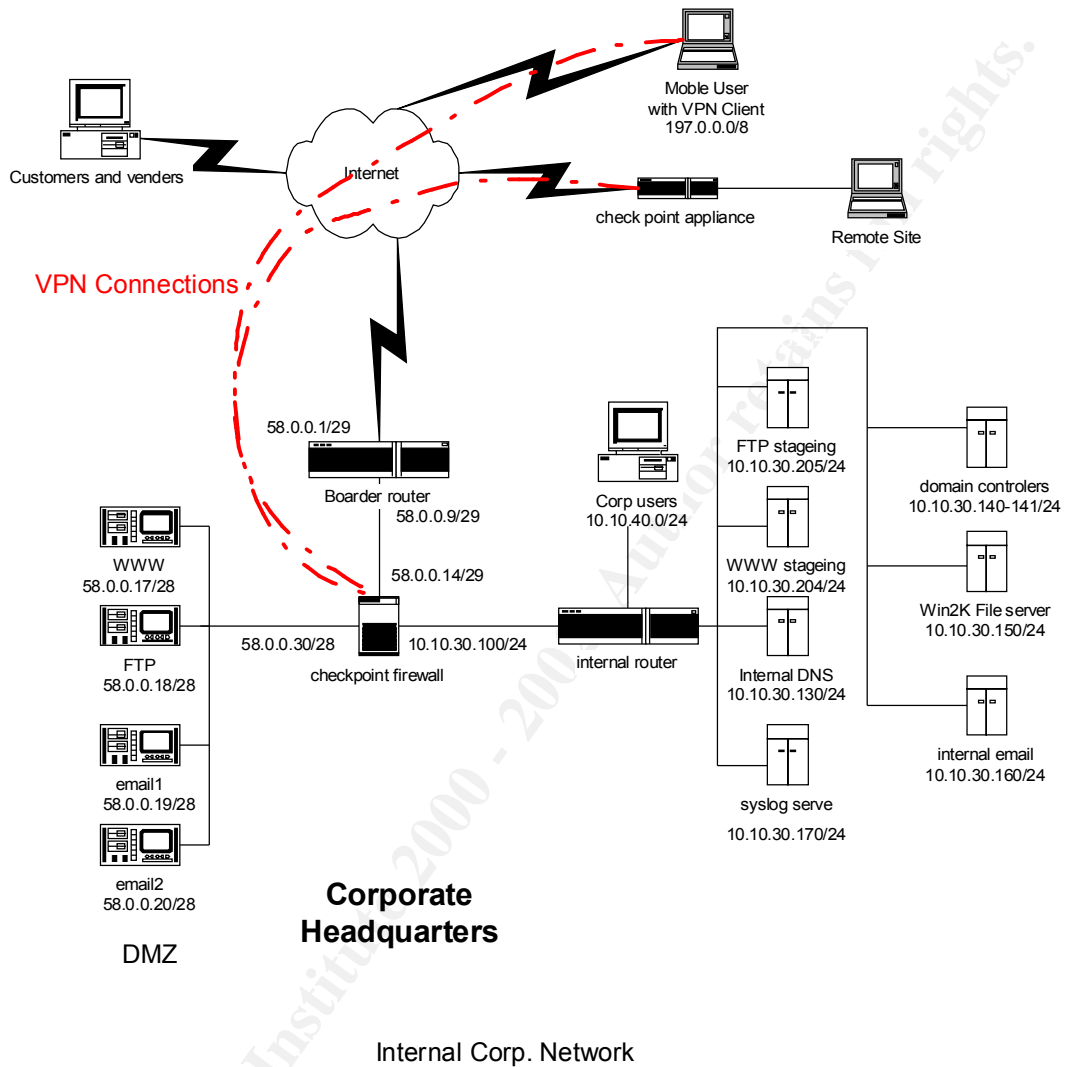 Moble User
with VPN Client
197.0.0.0/8
Customers and venders
Internet
check point appliance
Remote Site
VPN Connections
58.0.0.1/29
Boarder router
58.0.0.9/29
58.0.0.14/29
Corp users
10.10.40.0/24
FTP stageing
10.10.30.205/24
domain controlers
10.10.30.140-141/24
WWW
58.0.0.17/28
WWW stageing
10.10.30.204/24
Win2K File server
10.10.30.150/24
FTP
58.0.0.18/28
58.0.0.30/28
checkpoint firewall
10.10.30.100/24
internal router
Internal DNS
10.10.30.130/24
internal email
10.10.30.160/24
email1
58.0.0.19/28
syslog serve
10.10.30.170/24
email2
58.0.0.20/28
DMZ
Corporate
Headquarters
Internal Corp. Network
Institute 2000 - 200 , Author retains full rights.